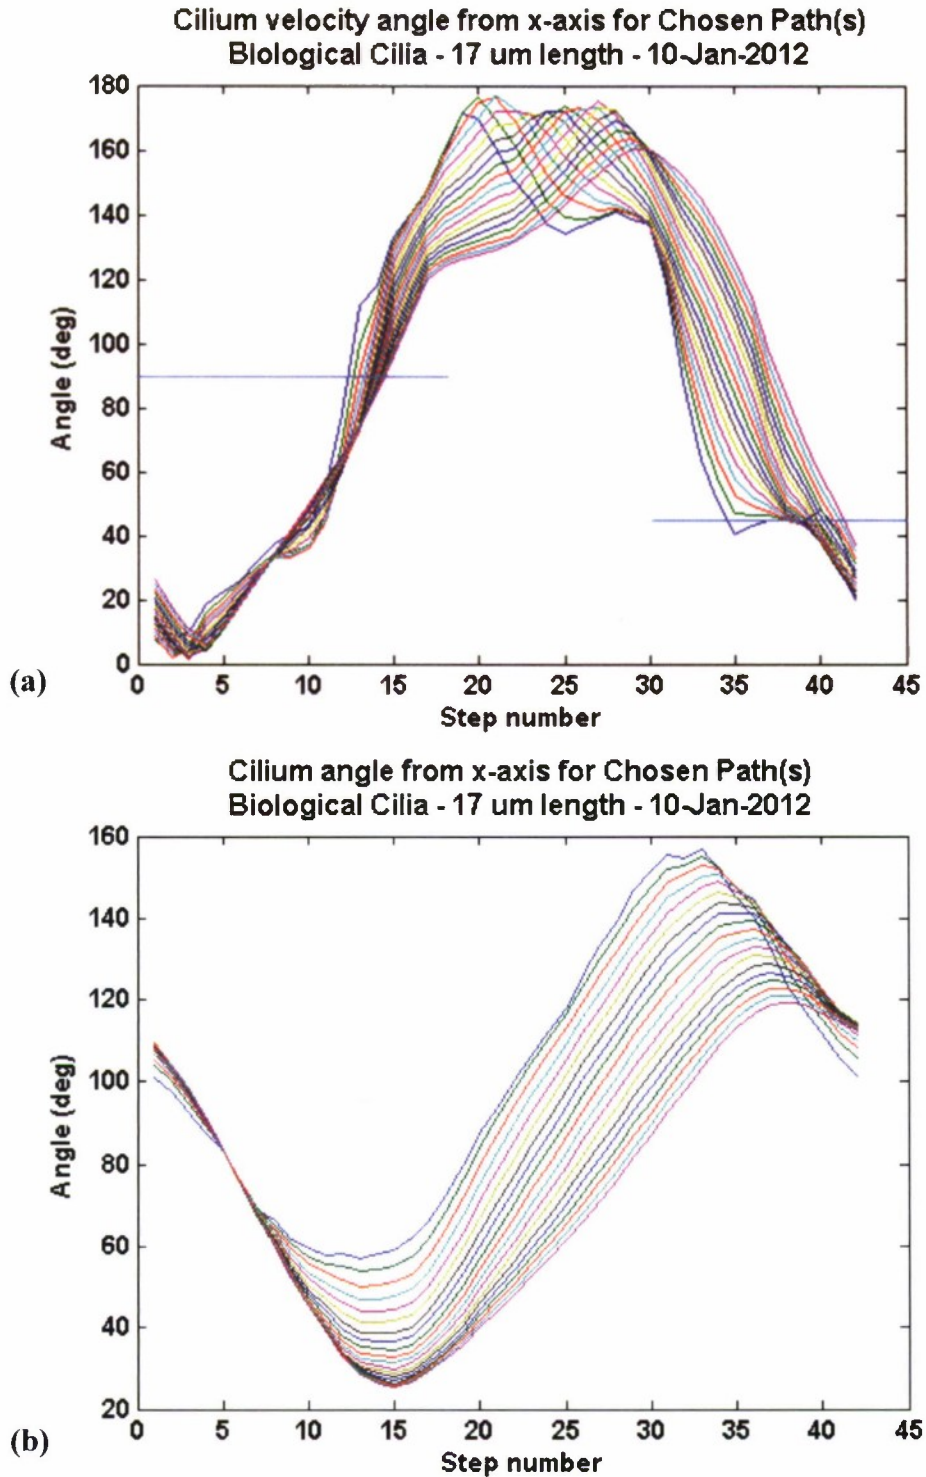 Cilium velocity angle from x-axis for Chosen Path(s)
Biological Cilia - 17 um length - 10-Jan-2012
180
160
140
120
100
80
60
40
20
0
Angle (deg)
0 5 10 15 20 25 30 35 40 45
Step number
(a)
Cilium angle from x-axis for Chosen Path(s)
Biological Cilia - 17 um length - 10-Jan-2012
160
140
120
100
80
60
40
20
Angle (deg)
0 5 10 15 20 25 30 35 40 45
Step number
(b)